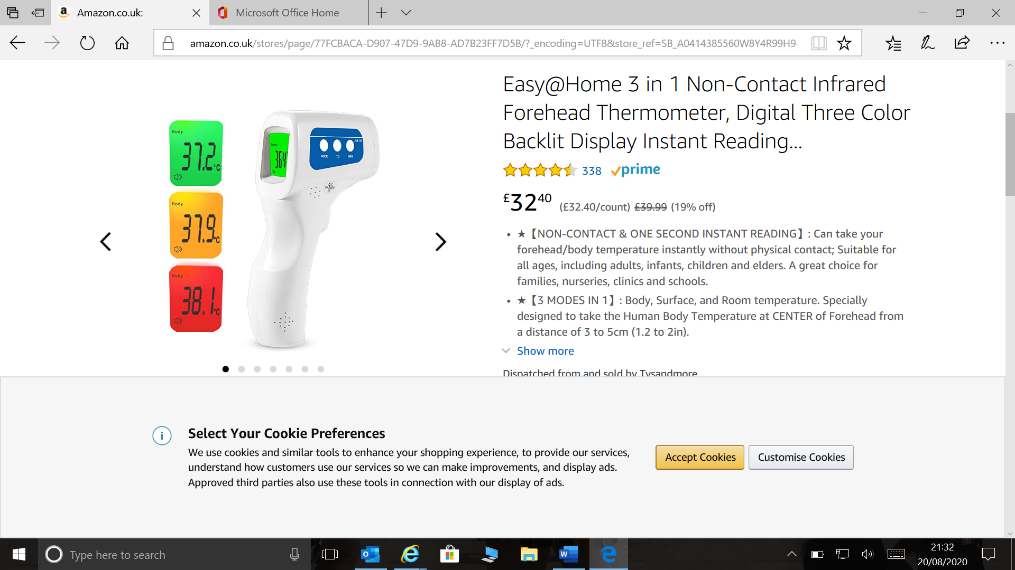 Amazon.co.uk:
Microsoft Office Home
amazon.co.uk/stores/page/77FCBACA-D907-47D9-9AB8-AD7B23FF7D5B/?_encoding=UTF8&store_ref=SB_A0414385560W8Y4R99H9
Easy@Home 3 in 1 Non-Contact Infrared
Forehead Thermometer, Digital Three Color
Backlit Display Instant Reading...
338 prime
£32 40 (£32.40/count) £39.99 (19% off)
★【NON-CONTACT & ONE SECOND INSTANT READING】: Can take your
forehead/body temperature instantly without physical contact; Suitable for
all ages, including adults, infants, children and elders. A great choice for
families, nurseries, clinics and schools.
★【3 MODES IN 1】: Body, Surface, and Room temperature. Specially
designed to take the Human Body Temperature at CENTER of Forehead from
a distance of 3 to 5cm (1.2 to 2in).
Show more
Dispatched from and sold by Tysandmore
Body
37.2 °C
Body
37.9 °C
Body
38.1 °C
Select Your Cookie Preferences
We use cookies and similar tools to enhance your shopping experience, to provide our services,
understand how customers use our services so we can make improvements, and display ads.
Approved third parties also use these tools in connection with our display of ads.
Accept Cookies
Customise Cookies
Type here to search
21:32
20/08/2020